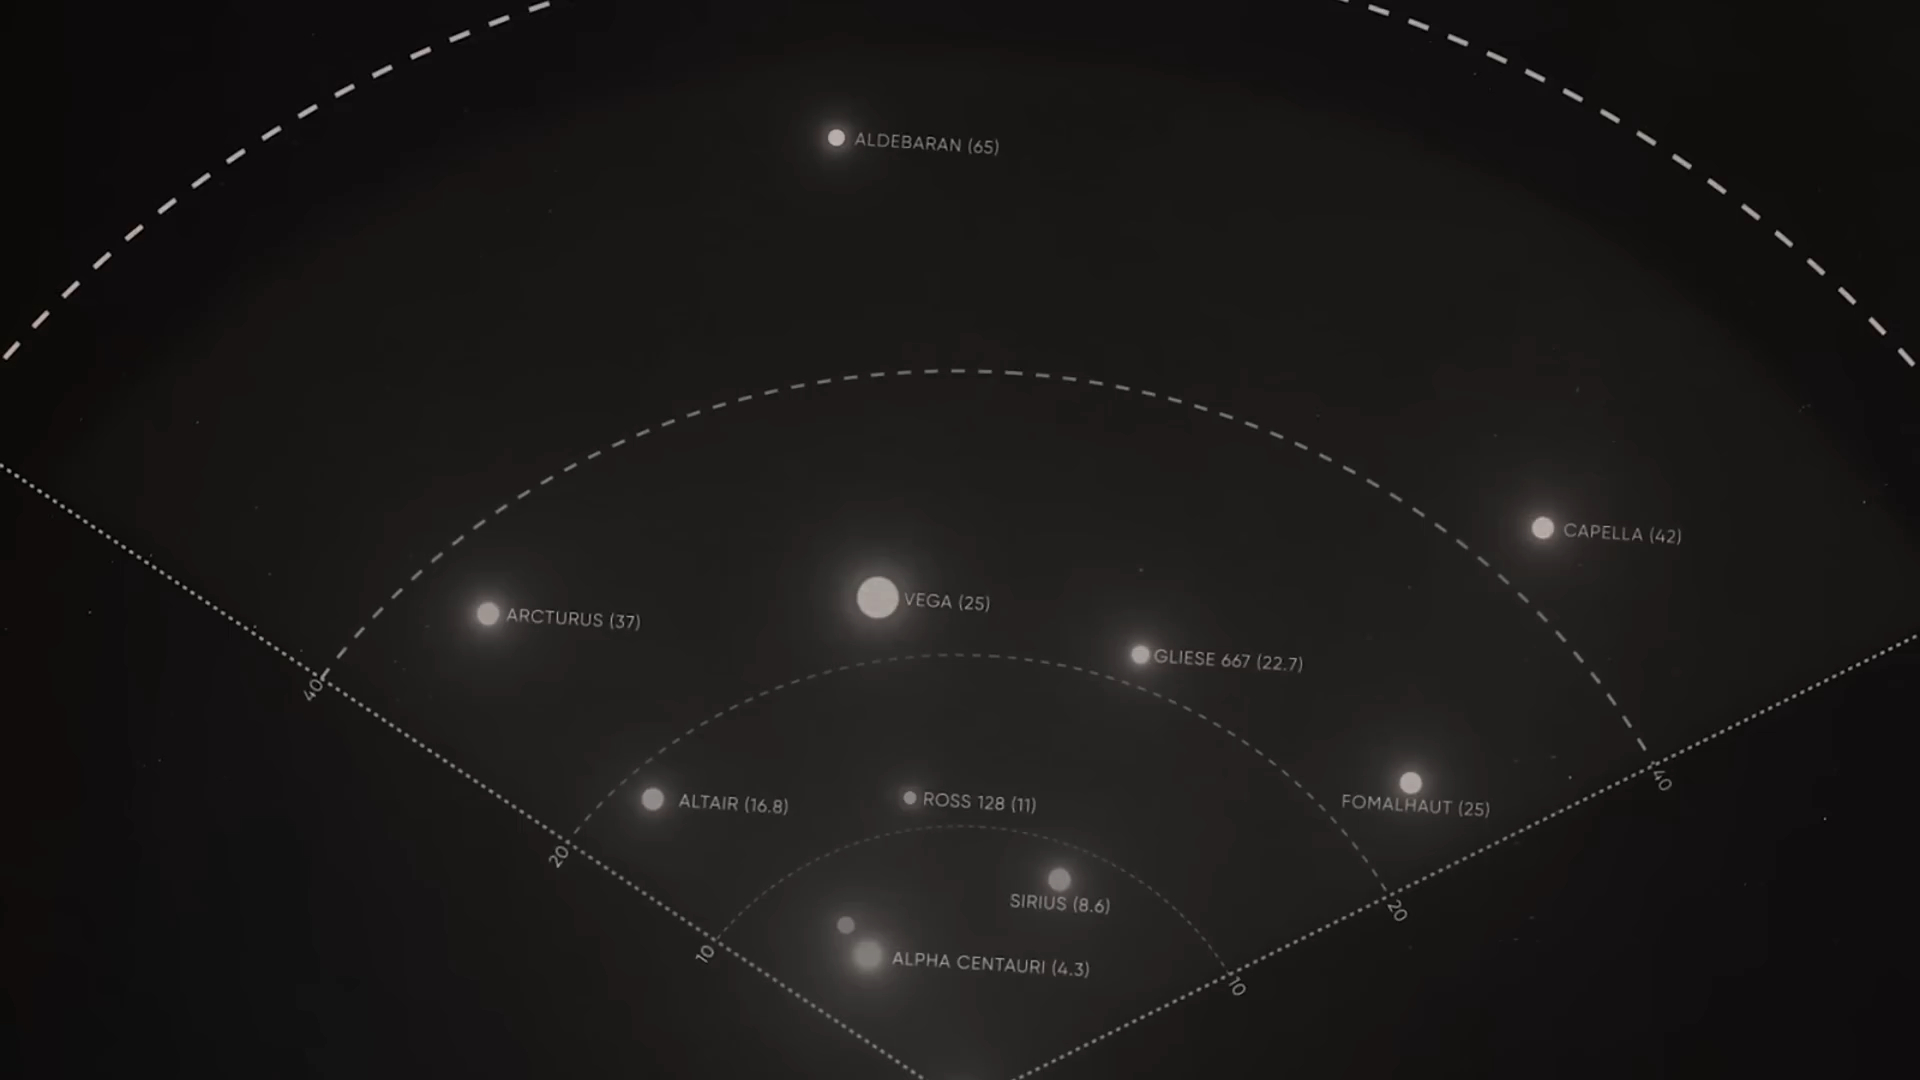 ALDEBARAN (65)
CAPELLA (42)
VEGA (25)
ARCTURUS (37)
GLIESE 667 (22.7)
40
40
FOMALHAUT (25)
ALTAIR (16.8)
ROSS 128 (11)
20
20
SIRIUS (8.6)
10
ALPHA CENTAURI (4.3)
10